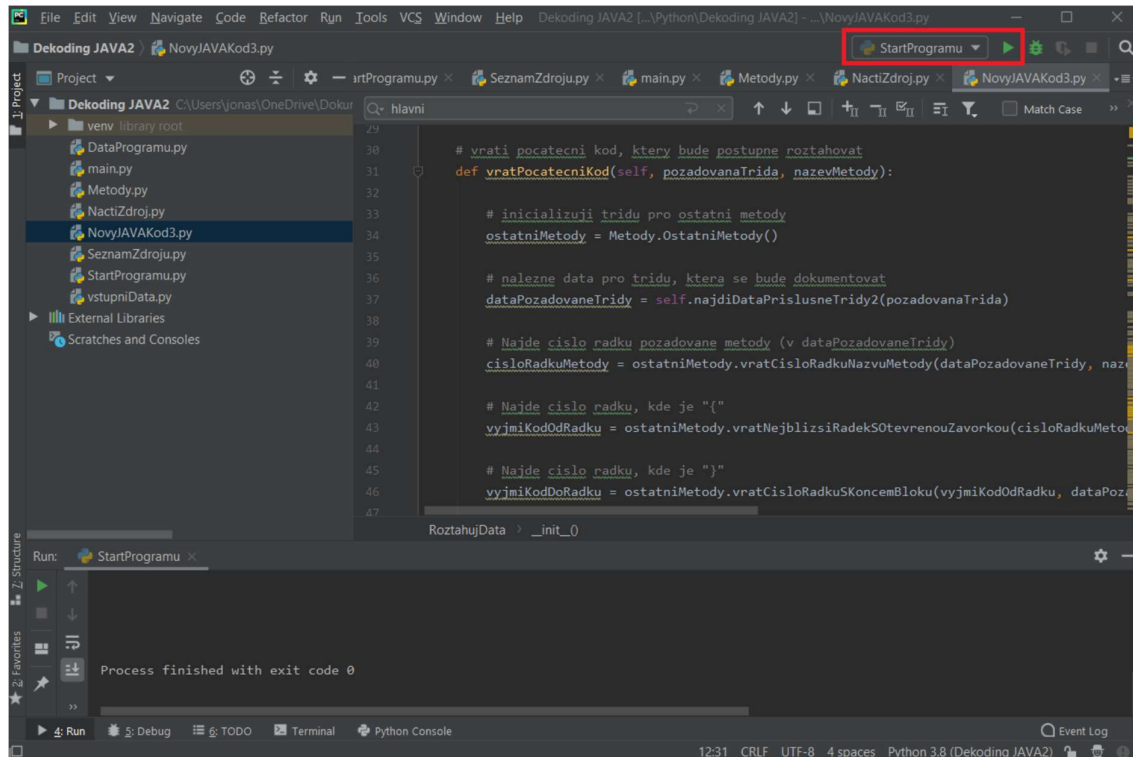 PC File Edit View Navigate Code Refactor Run Tools VCS Window Help Dekoding JAVA2 [...\Python\Dekoding JAVA2] - ...\NovyJAVAKod3.py
Dekoding JAVA2 NovyJAVAKod3.py StartProgramu
1: Project
Project
artProgramu.py SeznamZdroju.py main.py Metody.py NactiZdroj.py NovyJAVAKod3.py
Dekoding JAVA2 C:\Users\jonas\OneDrive\Dokur
venv library root
DataProgramu.py
main.py
Metody.py
NactiZdroj.py
NovyJAVAKod3.py
SeznamZdroju.py
StartProgramu.py
vstupniData.py
External Libraries
Scratches and Consoles
hlavni Match Case
29
30 # vrati pocatecni kod, ktery bude postupne roztahovat
31 def vratPocatecniKod(self, pozadovanaTrida, nazevMetody):
32
33 # inicializuji tridu pro ostatni metody
34 ostatniMetody = Metody.OstatniMetody()
35
36 # nalezne data pro tridu, ktera se bude dokumentovat
37 dataPozadovaneTridy = self.najdiDataPrislusneTridy2(pozadovanaTrida)
38
39 # Najde cislo radku pozadovane metody (v dataPozadovaneTridy)
40 cisloRadkuMetody = ostatniMetody.vratCisloRadkuNazvuMetody(dataPozadovaneTridy, naze
41
42 # Najde cislo radku, kde je "{"
43 vyjmiKodOdRadku = ostatniMetody.vratNejblizsiRadekSOtevrenouZavorkou(cisloRadkuMetod
44
45 # Najde cislo radku, kde je "}"
46 vyjmiKodDoRadku = ostatniMetody.vratCisloRadkuSKoncemBloku(vyjmiKodOdRadku, dataPoza
47
RoztahujData __init__()
Run: StartProgramu
Z: Structure
2: Favorites
Process finished with exit code 0
4: Run 5: Debug 6: TODO Terminal Python Console Event Log
12:31 CRLF UTF-8 4 spaces Python 3.8 (Dekoding JAVA2)